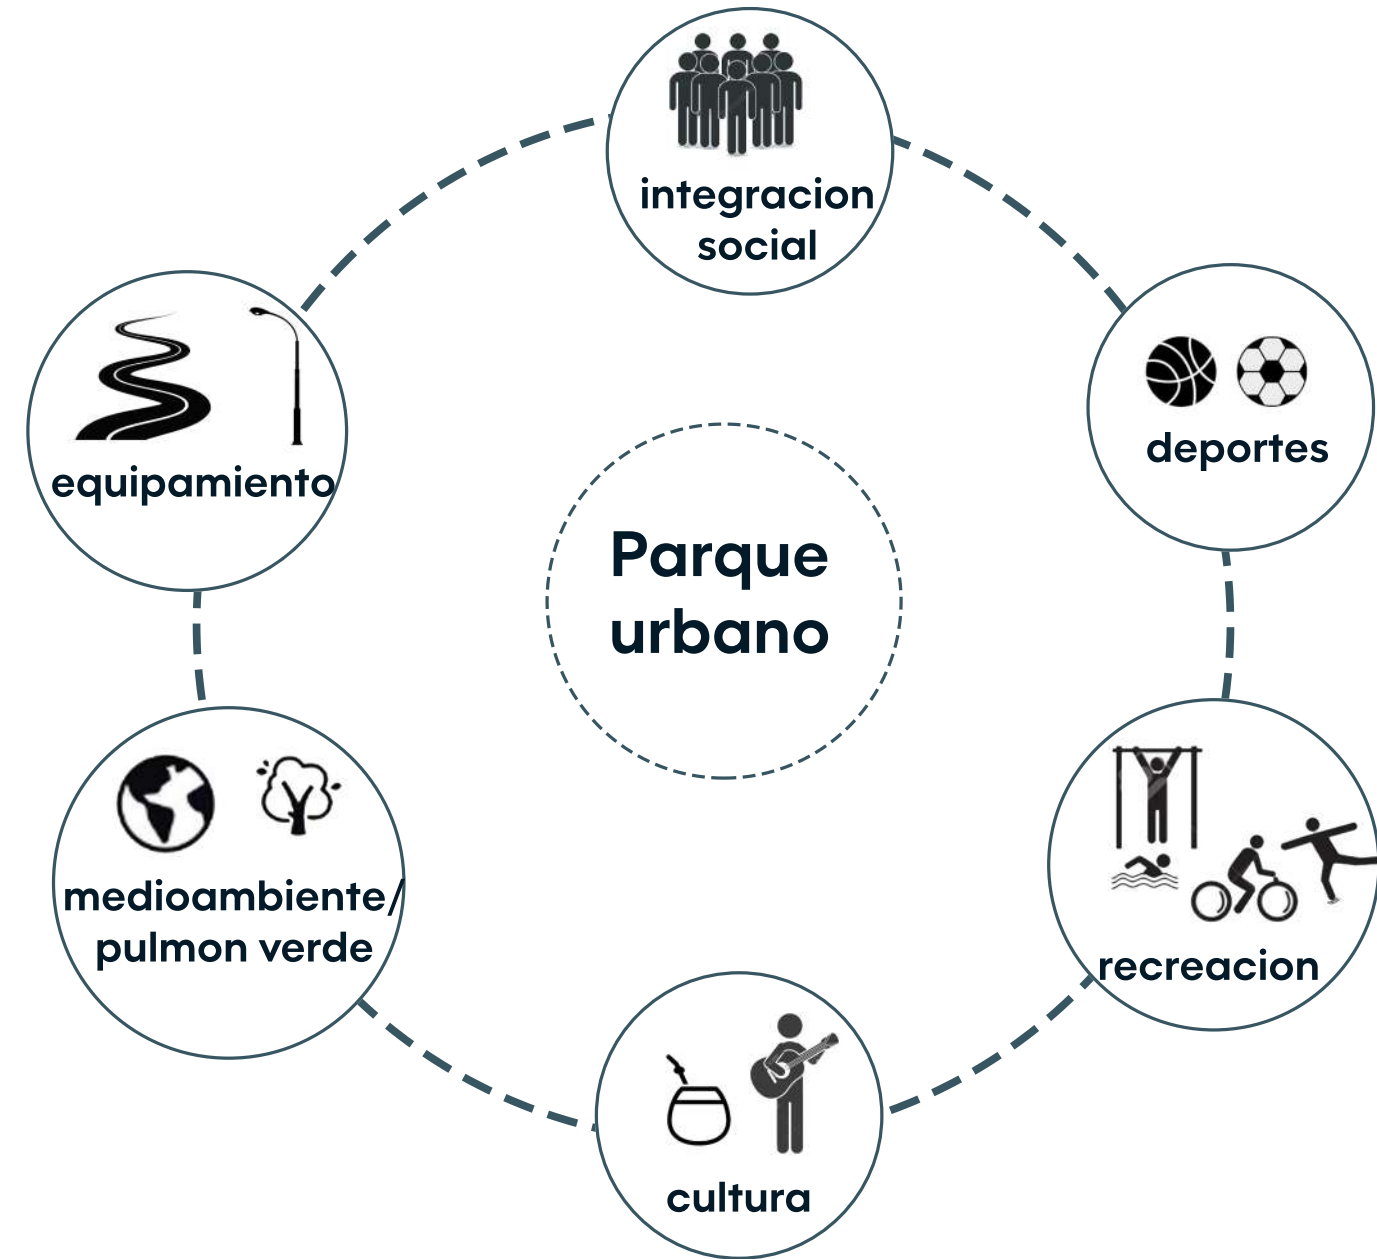 integracion
social
deportes
equipamiento
Parque
urbano
medioambiente/
pulmon verde
recreacion
cultura